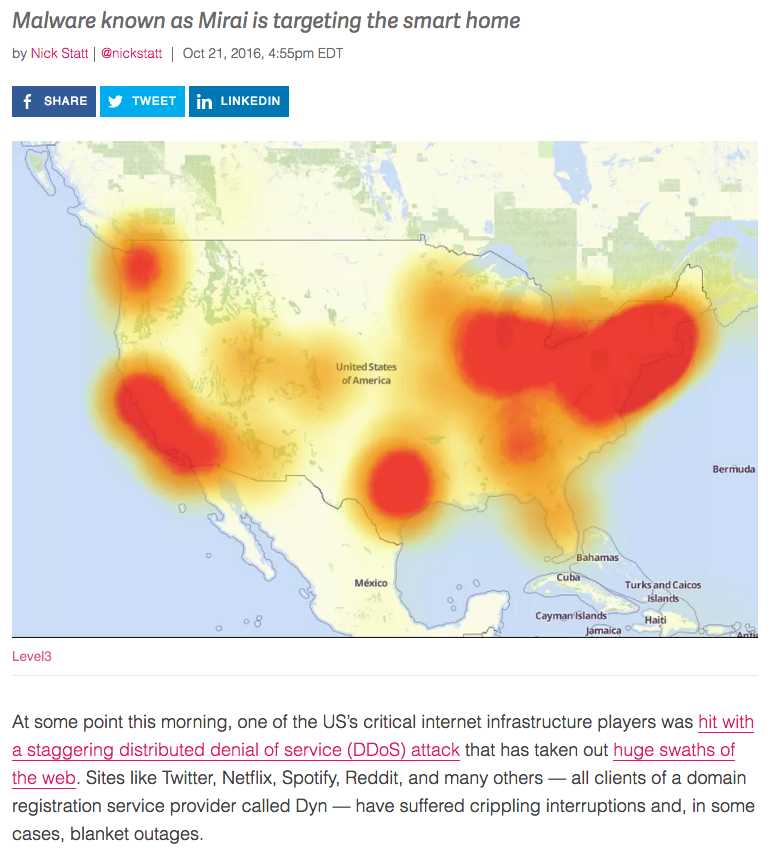 Malware known as Mirai is targeting the smart home
by Nick Statt | @nickstatt | Oct 21, 2016, 4:55pm EDT
SHARE TWEET LINKEDIN
United States
of America
Bermuda
Bahamas
México
Cuba
Turks and Caicos
Islands
Cayman Islands
Haiti
Jamaica
Level3
At some point this morning, one of the US's critical internet infrastructure players was hit with
a staggering distributed denial of service (DDoS) attack that has taken out huge swaths of
the web. Sites like Twitter, Netflix, Spotify, Reddit, and many others — all clients of a domain
registration service provider called Dyn — have suffered crippling interruptions and, in some
cases, blanket outages.